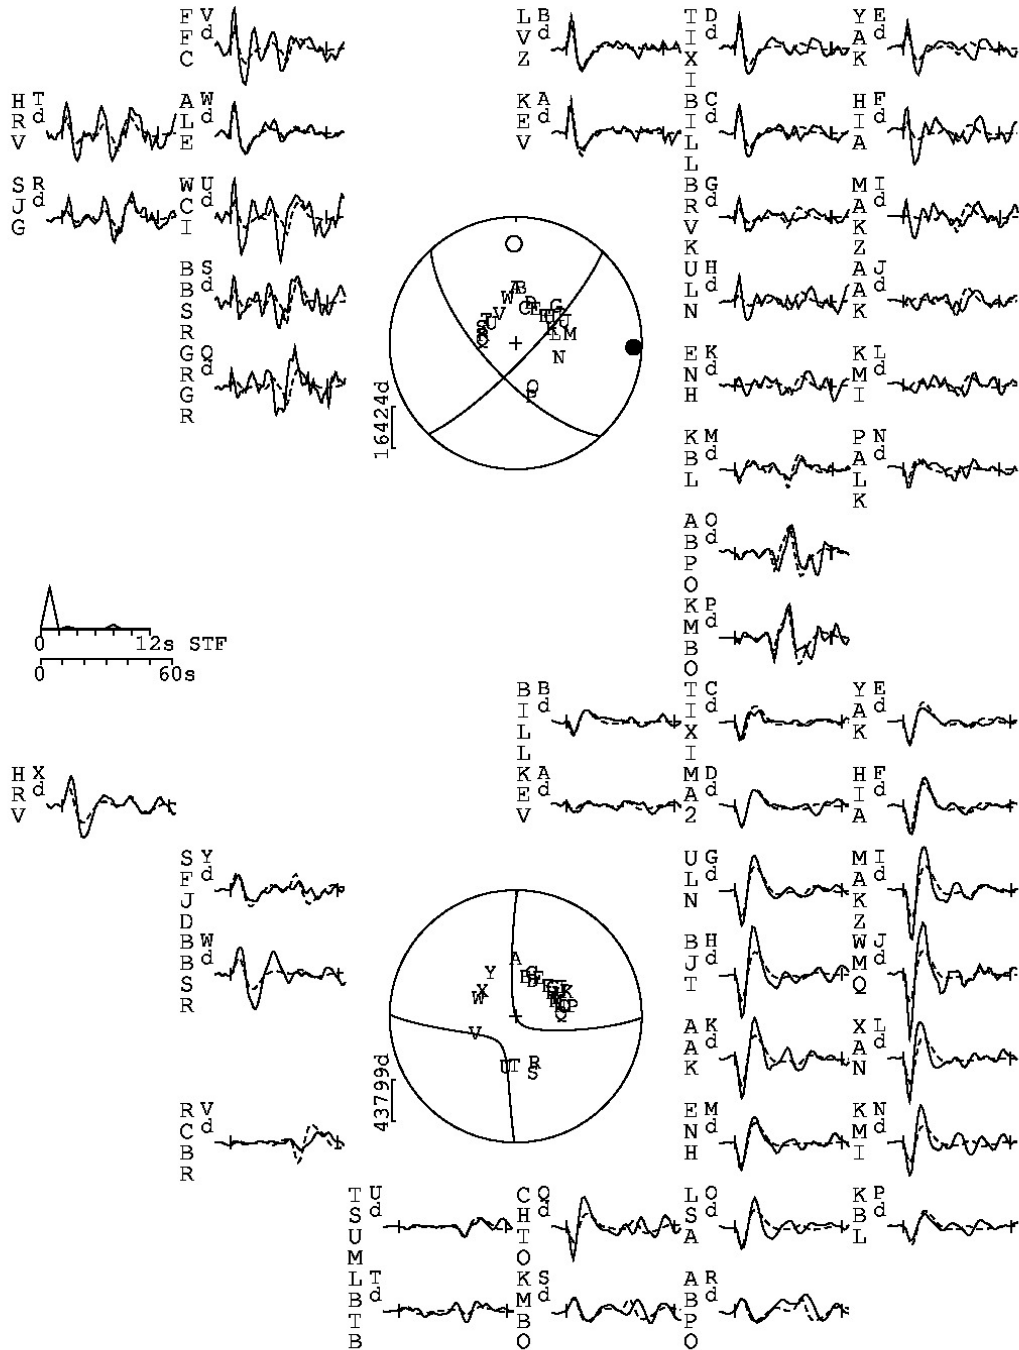 FFC V d
LVZ B d
TIXI D d
YAK E d
HRV T d
ALE W d
KEV A d
BILL C d
HIA F d
SJG R d
WCI U d
BRVK G d
MAKZ I d
BBSR S d
ULN H d
AAK J d
GRGR Q d
ENH K d
KMI L d
16424d
KBL M d
PALK N d
ABPO O d
KMBO P d
0 12s STF
0 60s
BILL B d
TIXI C d
YAK E d
HRV X d
KEV A d
MA2 D d
HIA F d
SFJD Y d
ULN G d
MAKZ I d
BBSR W d
BJT H d
WMQ J d
43799d
AAK K d
XAN L d
RCBR V d
ENH M d
KMI N d
TSUM U d
CHTO Q d
LSA O d
KBL P d
LBTB T d
KMBO S d
ABPO R d